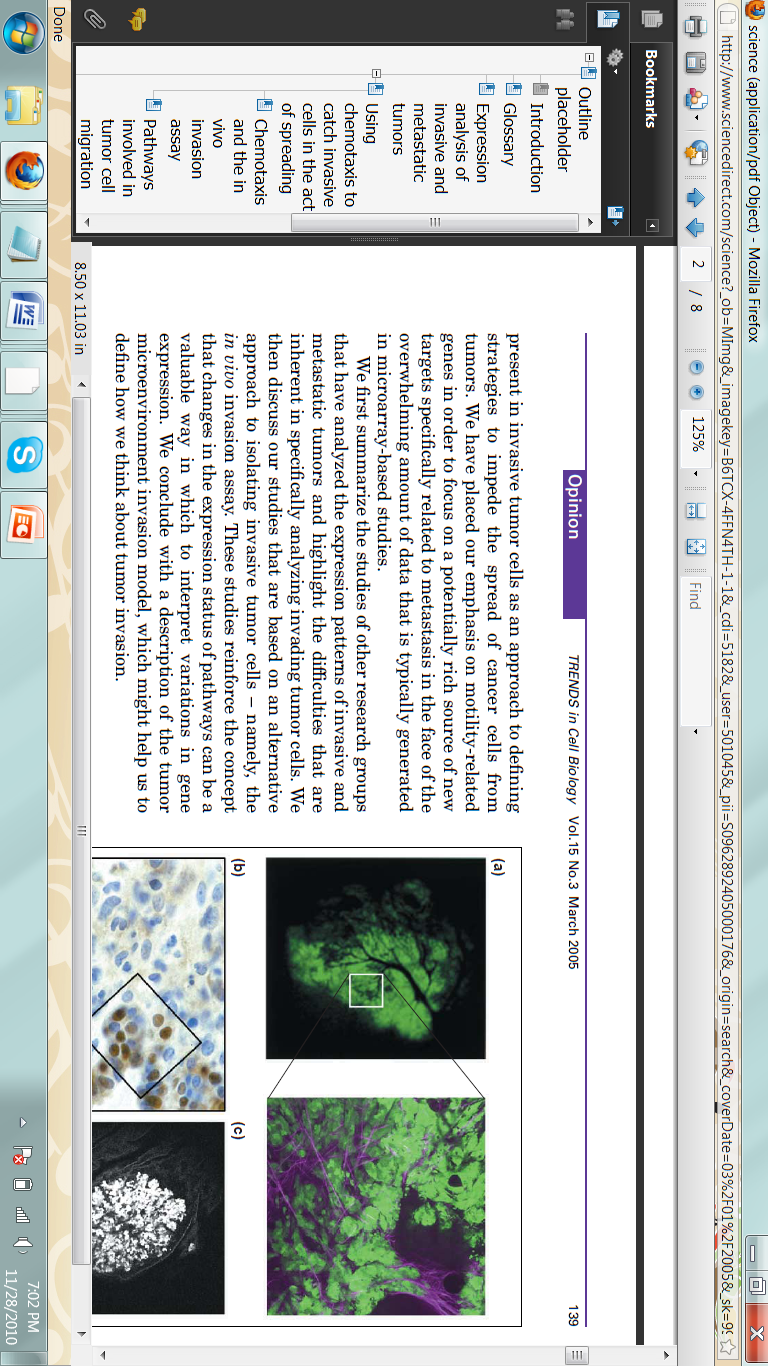 science (application/pdf Object) - Mozilla Firefox
http://www.sciencedirect.com/science?_ob=MImg&_imagekey=B6TCX-4FFN4TH-1-1&_cdi=5182&_user=501045&_pii=S0962892405000176&_origin=search&_coverDate=03%2F01%2F2005&_sk=99
2 / 8
125%
Find
Bookmarks
Outline
placeholder
Introduction
Glossary
Expression
analysis of
invasive and
metastatic
tumors
Using
chemotaxis to
catch invasive
cells in the act
of spreading
Chemotaxis
and the in
vivo
invasion
assay
Pathways
involved in
tumor cell
migration
Opinion
TRENDS in Cell Biology Vol.15 No.3 March 2005
139
present in invasive tumor cells as an approach to defining
strategies to impede the spread of cancer cells from
tumors. We have placed our emphasis on motility-related
genes in order to focus on a potentially rich source of new
targets specifically related to metastasis in the face of the
overwhelming amount of data that is typically generated
in microarray-based studies.
We first summarize the studies of other research groups
that have analyzed the expression patterns of invasive and
metastatic tumors and highlight the difficulties that are
inherent in specifically analyzing invading tumor cells. We
then discuss our studies that are based on an alternative
approach to isolating invasive tumor cells – namely, the
in vivo invasion assay. These studies reinforce the concept
that changes in the expression status of pathways can be a
valuable way in which to interpret variations in gene
expression. We conclude with a description of the tumor
microenvironment invasion model, which might help us to
define how we think about tumor invasion.
(a)
(b)
(c)
8.50 x 11.03 in
Done
7:02 PM
11/28/2010